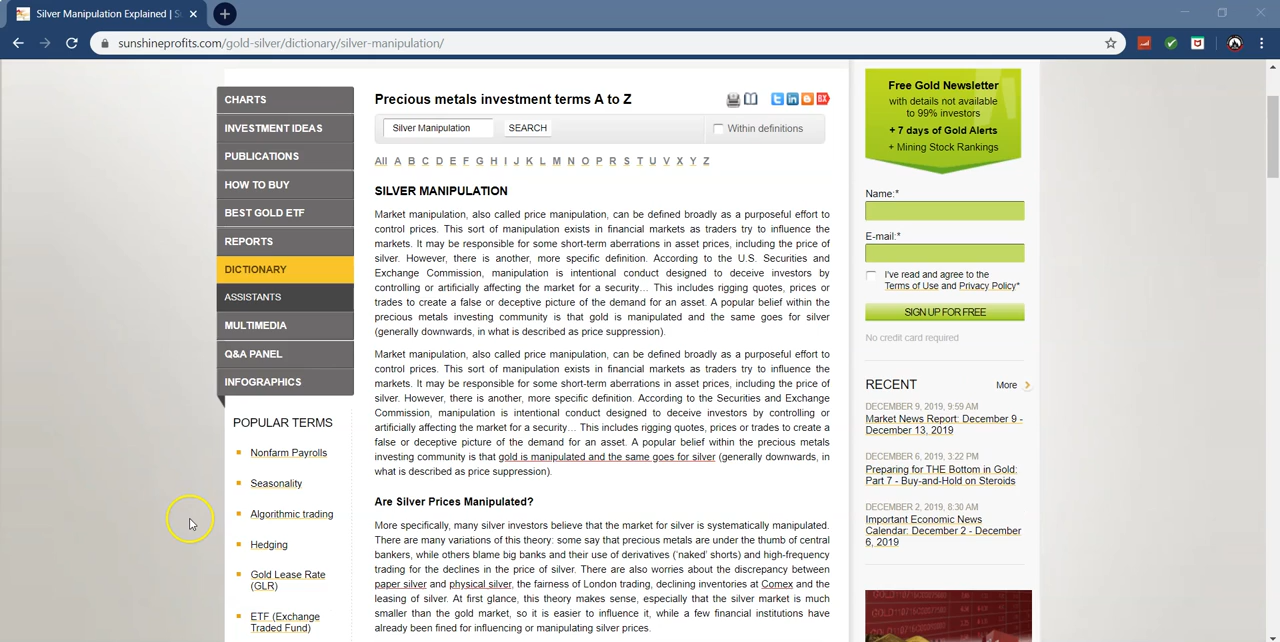 Silver Manipulation Explained | S
sunshineprofits.com/gold-silver/dictionary/silver-manipulation/
CHARTS
INVESTMENT IDEAS
PUBLICATIONS
HOW TO BUY
BEST GOLD ETF
REPORTS
DICTIONARY
ASSISTANTS
MULTIMEDIA
Q&A PANEL
INFOGRAPHICS
POPULAR TERMS
Nonfarm Payrolls
Seasonality
Algorithmic trading
Hedging
Gold Lease Rate
(GLR)
ETF (Exchange
Traded Fund)
Precious metals investment terms A to Z
Silver Manipulation
SEARCH
Within definitions
All A B C D E F G H I J K L M N O P R S T U V X Y Z
SILVER MANIPULATION
Market manipulation, also called price manipulation, can be defined broadly as a purposeful effort to
control prices. This sort of manipulation exists in financial markets as traders try to influence the
markets. It may be responsible for some short-term aberrations in asset prices, including the price of
silver. However, there is another, more specific definition. According to the U.S. Securities and
Exchange Commission, manipulation is intentional conduct designed to deceive investors by
controlling or artificially affecting the market for a security… This includes rigging quotes, prices or
trades to create a false or deceptive picture of the demand for an asset. A popular belief within the
precious metals investing community is that gold is manipulated and the same goes for silver
(generally downwards, in what is described as price suppression).
Market manipulation, also called price manipulation, can be defined broadly as a purposeful effort to
control prices. This sort of manipulation exists in financial markets as traders try to influence the
markets. It may be responsible for some short-term aberrations in asset prices, including the price of
silver. However, there is another, more specific definition. According to the Securities and Exchange
Commission, manipulation is intentional conduct designed to deceive investors by controlling or
artificially affecting the market for a security… This includes rigging quotes, prices or trades to create a
false or deceptive picture of the demand for an asset. A popular belief within the precious metals
investing community is that gold is manipulated and the same goes for silver (generally downwards, in
what is described as price suppression).
Are Silver Prices Manipulated?
More specifically, many silver investors believe that the market for silver is systematically manipulated.
There are many variations of this theory: some say that precious metals are under the thumb of central
bankers, while others blame big banks and their use of derivatives ('naked' shorts) and high-frequency
trading for the declines in the price of silver. There are also worries about the discrepancy between
paper silver and physical silver, the fairness of London trading, declining inventories at Comex and the
leasing of silver. At first glance, this theory makes sense, especially that the silver market is much
smaller than the gold market, so it is easier to influence it, while a few financial institutions have
already been fined for influencing or manipulating silver prices.
Free Gold Newsletter
with details not available
to 99% investors
+ 7 days of Gold Alerts
+ Mining Stock Rankings
Name:*
E-mail:*
I've read and agree to the
Terms of Use and Privacy Policy*
SIGN UP FOR FREE
No credit card required
RECENT
More
DECEMBER 9, 2019, 9:59 AM
Market News Report: December 9 -
December 13, 2019
DECEMBER 6, 2019, 3:22 PM
Preparing for THE Bottom in Gold:
Part 7 - Buy-and-Hold on Steroids
DECEMBER 2, 2019, 8:30 AM
Important Economic News
Calendar: December 2 - December
6, 2019